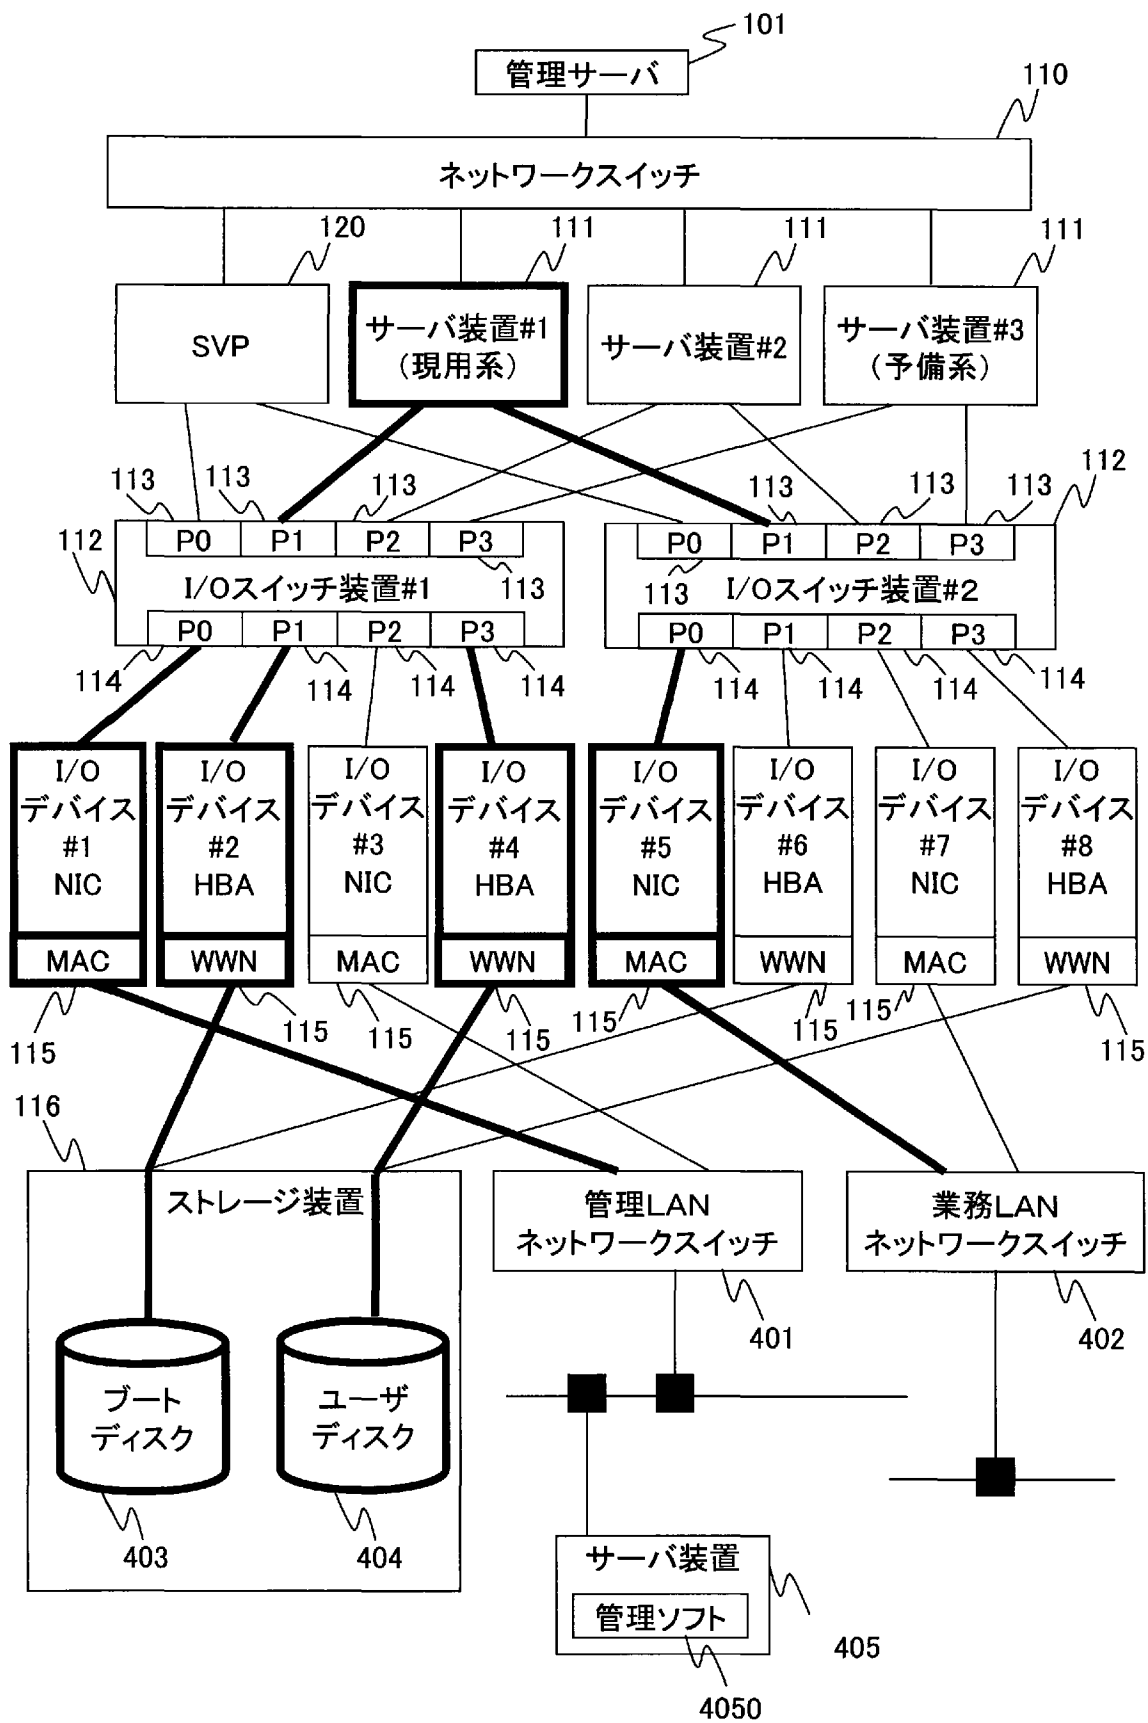 101
管理サーバ
110
ネットワークスイッチ
120
111
111
111
SVP
サーバ装置#1
(現用系)
サーバ装置#2
サーバ装置#3
(予備系)
113
113
113
113
113
113
112
112
P0
P1
P2
P3
113
I/Oスイッチ装置#1
P0
P1
P2
P3
P0
P1
P2
P3
113
I/Oスイッチ装置#2
P0
P1
P2
P3
114
114
114
114
114
114
114
114
I/O
デバイス
#1
NIC
MAC
I/O
デバイス
#2
HBA
WWN
I/O
デバイス
#3
NIC
MAC
I/O
デバイス
#4
HBA
WWN
I/O
デバイス
#5
NIC
MAC
I/O
デバイス
#6
HBA
WWN
I/O
デバイス
#7
NIC
MAC
I/O
デバイス
#8
HBA
WWN
115
115
115
115
115
115
115
115
116
ストレージ装置
管理LAN
ネットワークスイッチ
業務LAN
ネットワークスイッチ
401
402
ブート
ディスク
ユーザ
ディスク
403
404
サーバ装置
管理ソフト
405
4050